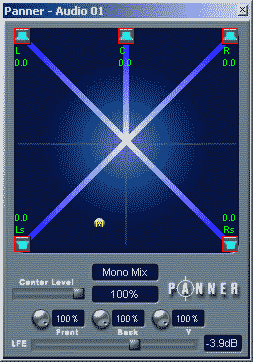 Panner - Audio 01
L C R
0.0 0.0 0.0
0.0 0.0
Ls Rs
Mono Mix
Center Level 100% PANNER
100% 100% 100%
Front Back Y
LFE -3.9dB